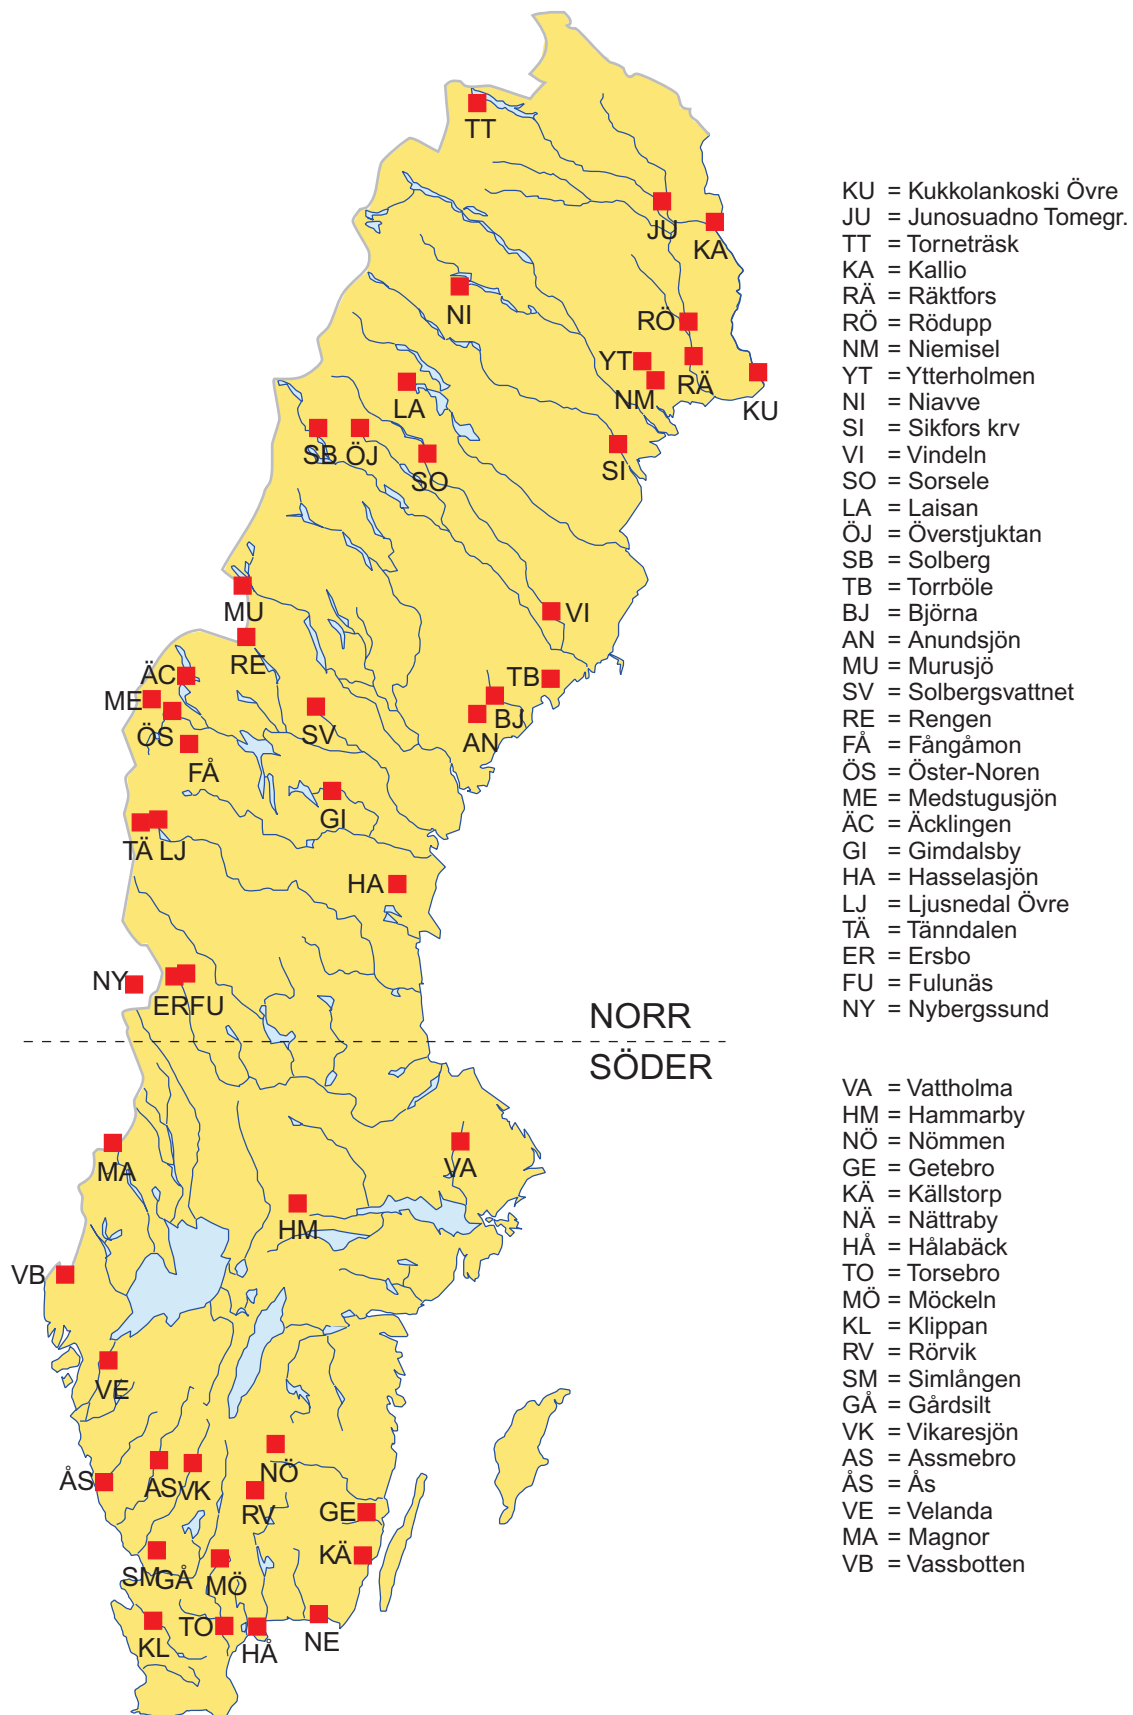 TT
JU
KA
NI
RÖ
YT
NM
RÄ
KU
LA
SB
ÖJ
SO
SI
MU
VI
RE
ÄC
ME
TB
ÖS
SV
BJ
AN
FÅ
GI
TÄ
LJ
HA
NY
ER
FU
NORR
SÖDER
MA
VA
HM
VB
VE
ÅS
AS
VK
NÖ
RV
GE
KÄ
SM
GÅ
MÖ
KL
TO
HÅ
NE
KU = Kukkolankoski Övre
JU = Junosuadno Tomegr.
TT = Torneträsk
KA = Kallio
RÄ = Räktfors
RÖ = Rödupp
NM = Niemisel
YT = Ytterholmen
NI = Niavve
SI = Sikfors krv
VI = Vindeln
SO = Sorsele
LA = Laisan
ÖJ = Överstjuktan
SB = Solberg
TB = Torrböle
BJ = Björna
AN = Anundsjön
MU = Murusjö
SV = Solbergsvattnet
RE = Rengen
FÅ = Fångåmon
ÖS = Öster-Noren
ME = Medstugusjön
ÄC = Äcklingen
GI = Gimdalsby
HA = Hasselasjön
LJ = Ljusnedal Övre
TÄ = Tänndalen
ER = Ersbo
FU = Fulunäs
NY = Nybergssund
VA = Vattholma
HM = Hammarby
NÖ = Nömmen
GE = Getebro
KÄ = Källstorp
NÄ = Nättraby
HÅ = Hålabäck
TO = Torsebro
MÖ = Möckeln
KL = Klippan
RV = Rörvik
SM = Simlången
GÅ = Gårdsilt
VK = Vikaresjön
AS = Assmebro
ÅS = Ås
VE = Velanda
MA = Magnor
VB = Vassbotten